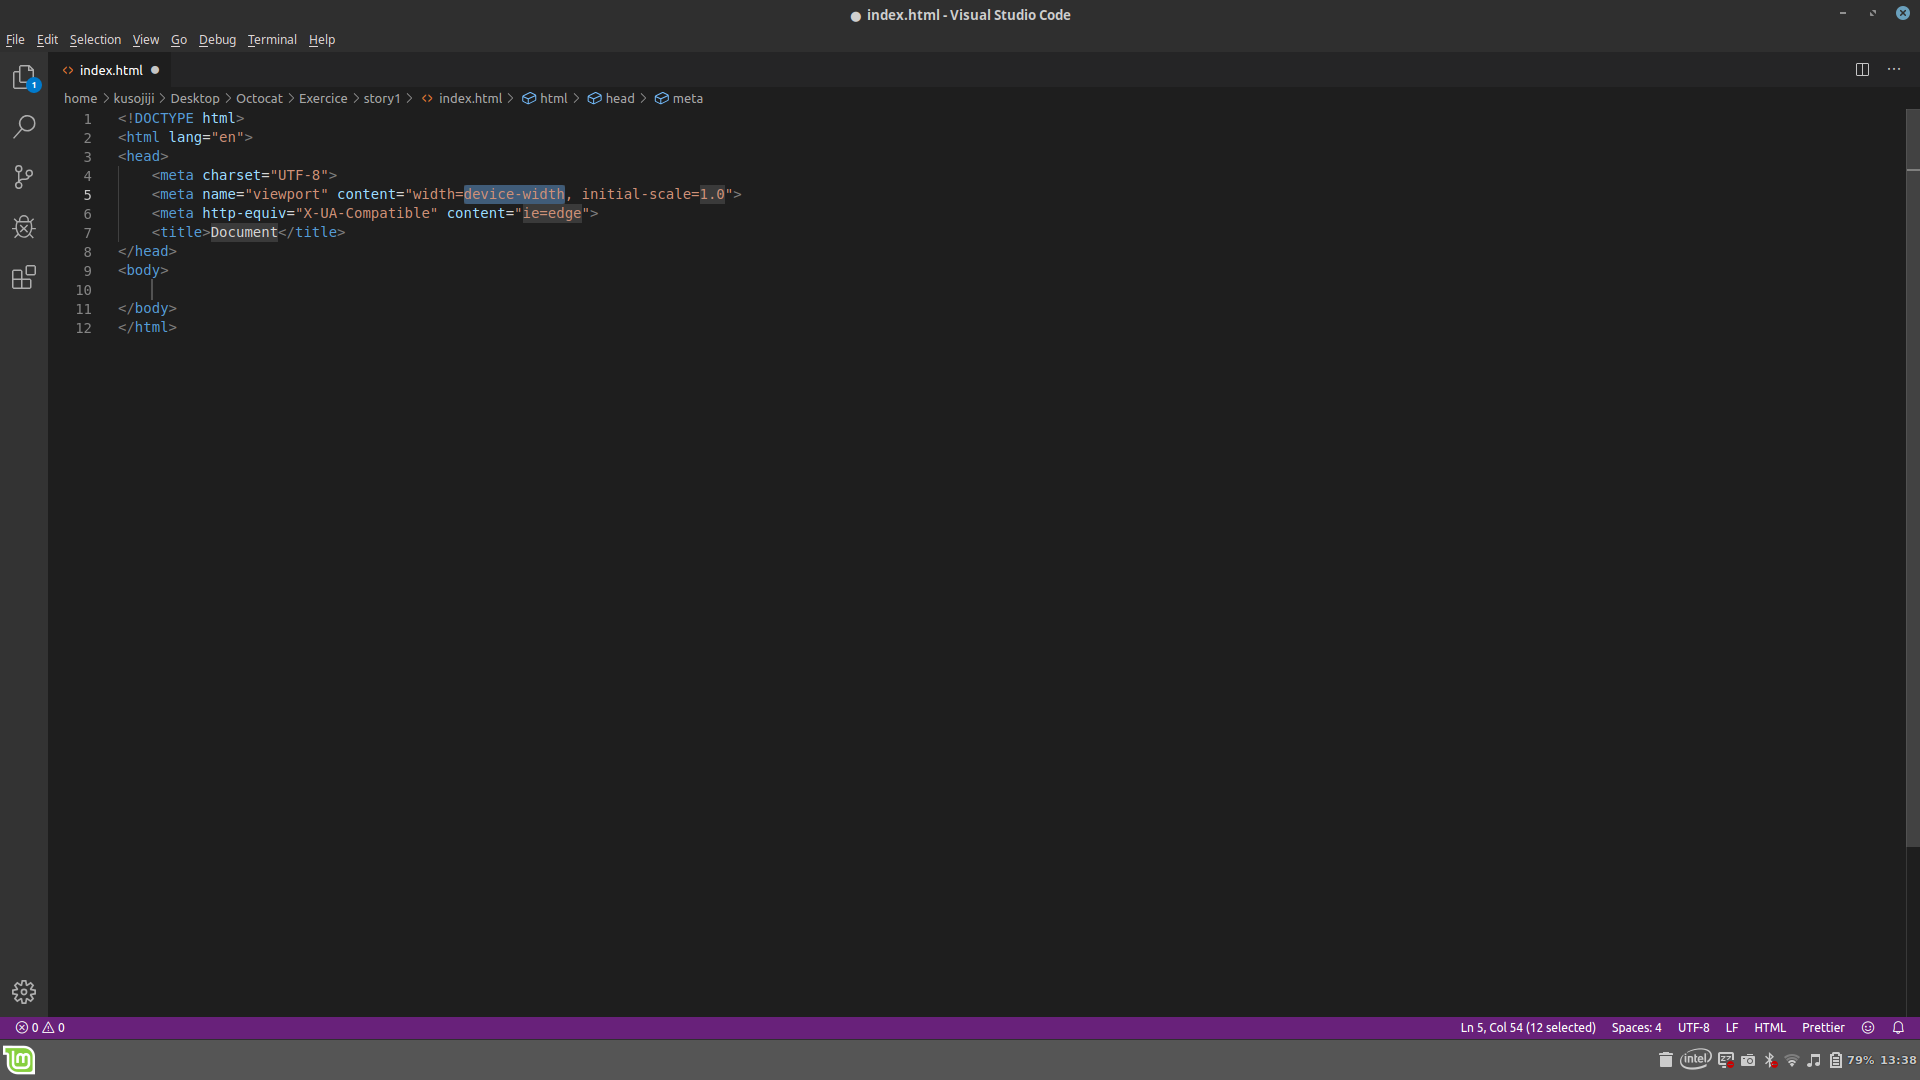 ● index.html - Visual Studio Code
File Edit Selection View Go Debug Terminal Help
1
index.html
home > kusojiji > Desktop > Octocat > Exercice > story1 > index.html > html > head > meta
1 <!DOCTYPE html>
2 <html lang="en">
3 <head>
4     <meta charset="UTF-8">
5     <meta name="viewport" content="width=device-width, initial-scale=1.0">
6     <meta http-equiv="X-UA-Compatible" content="ie=edge">
7     <title>Document</title>
8 </head>
9 <body>
10
11 </body>
12 </html>
0 0 Ln 5, Col 54 (12 selected) Spaces: 4 UTF-8 LF HTML Prettier
lm intel 79% 13:38